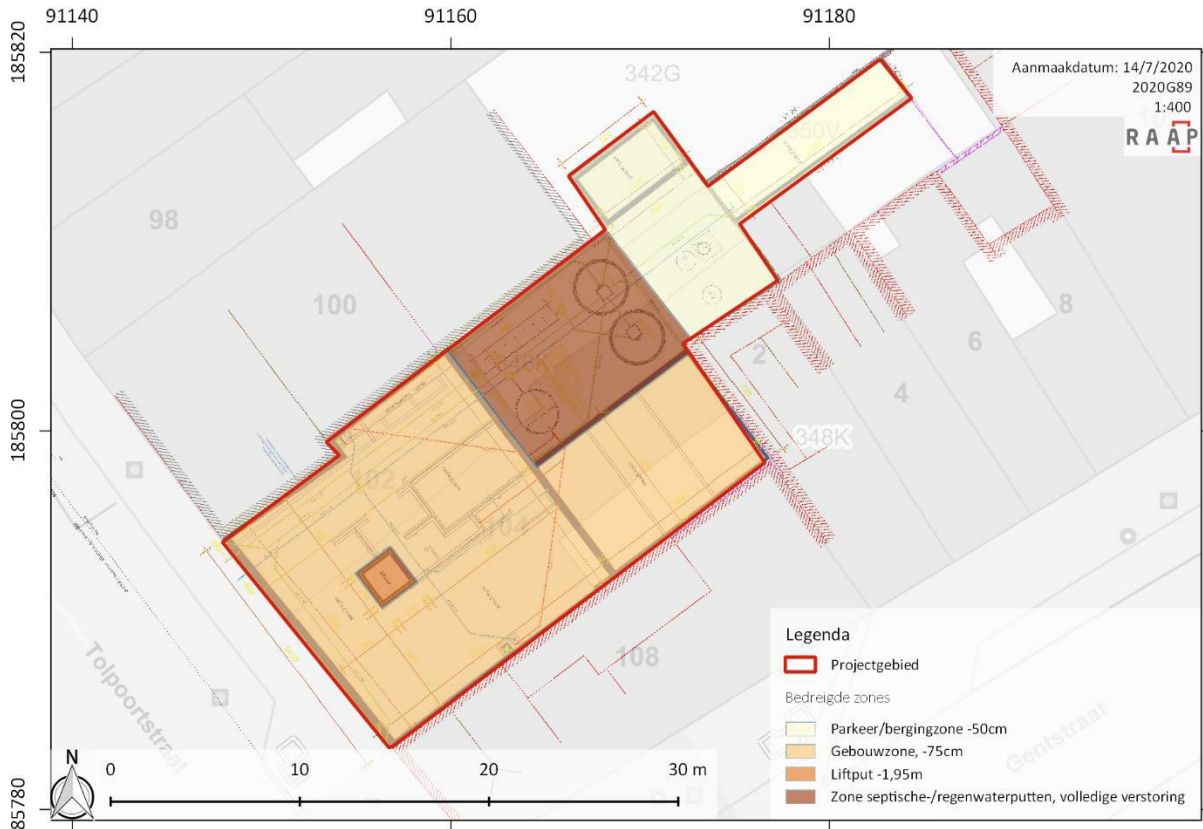 91140 91160 91180
185820
185800
185780
Aanmaakdatum: 14/7/2020
2020G89
1:400
RAAP
342G
350V
98
100
102
108
2
4
6
8
348K
Tolpoortstraat
Gentstraat
N
0 10 20 30 m
Legenda
Projectgebied
Bedreigde zones
Parkeer/bergingzone -50cm
Gebouwzone, -75cm
Liftput -1,95m
Zone septische-/regenwaterputten, volledige verstoring